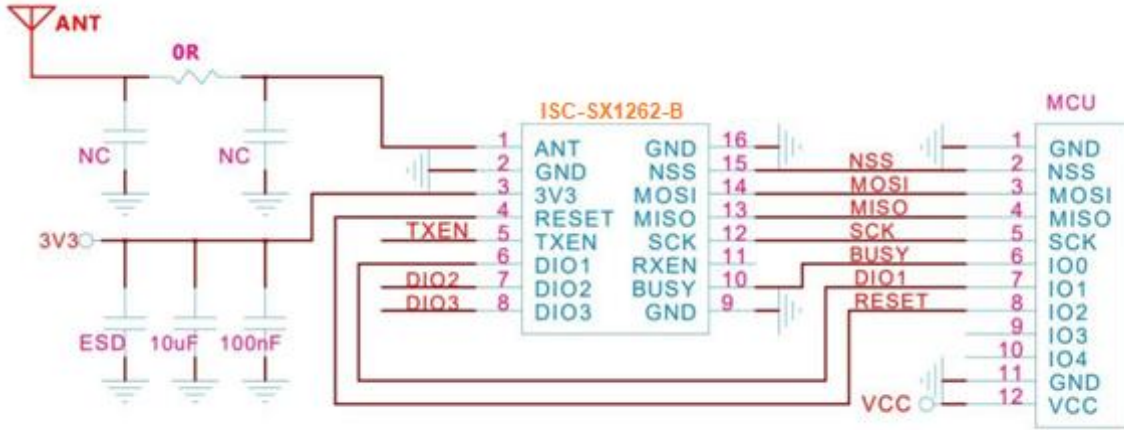 ANT
0R
NC
NC
3V3
ESD
10uF
100nF
ISC-SX1262-B
1 ANT GND 16
2 GND NSS 15
3 3V3 MOSI 14
4 RESET MISO 13
TXEN 5 TXEN SCK 12
6 DIO1 RXEN 11
DIO2 7 DIO2 BUSY 10
DIO3 8 DIO3 GND 9
NSS
MOSI
MISO
SCK
BUSY
DIO1
RESET
VCC
MCU
1 GND
2 NSS
3 MOSI
4 MISO
5 SCK
6 IO0
7 IO1
8 IO2
9 IO3
10 IO4
11 GND
12 VCC